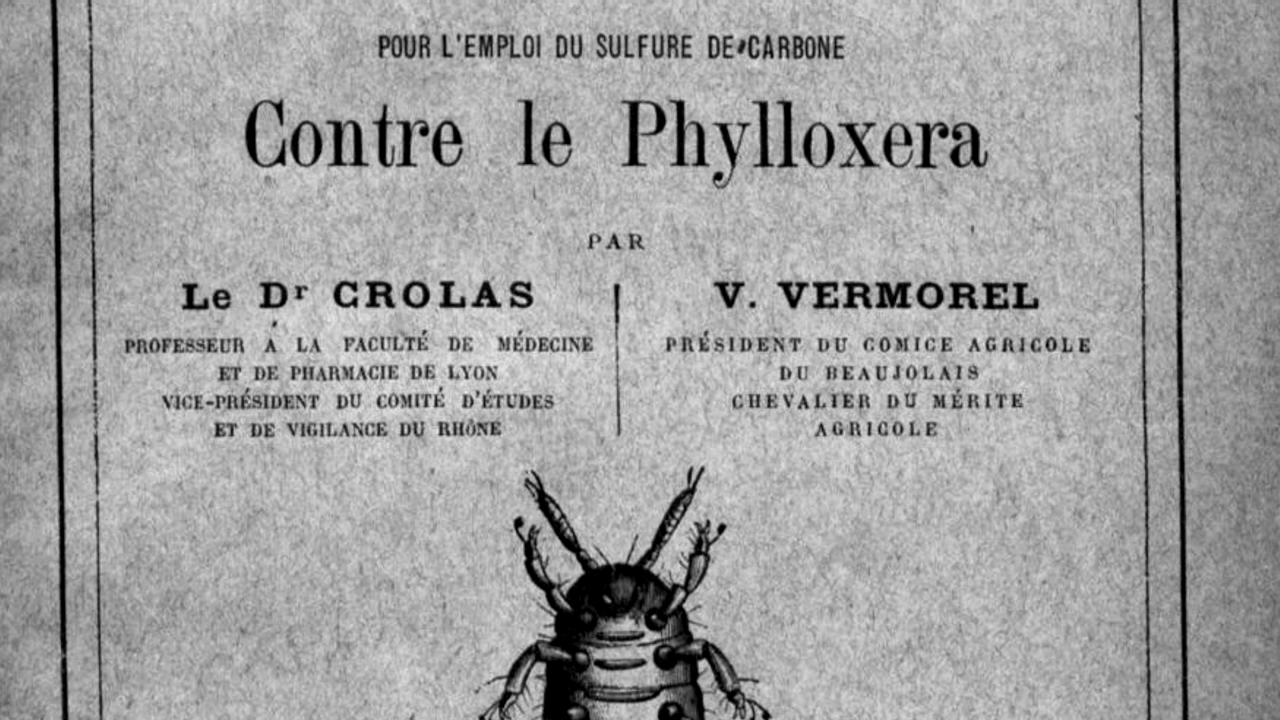 POUR L'EMPLOI DU SULFURE DE CARBONE
Contre le Phylloxera
PAR
Le Dr CROLAS
PROFESSEUR À LA FACULTÉ DE MÉDECINE
ET DE PHARMACIE DE LYON
VICE-PRÉSIDENT DU COMITÉ D'ÉTUDES
ET DE VIGILANCE DU RHÔNE
V. VERMOREL
PRÉSIDENT DU COMICE AGRICOLE
DU BEAUJOLAIS
CHEVALIER DU MÉRITE
AGRICOLE